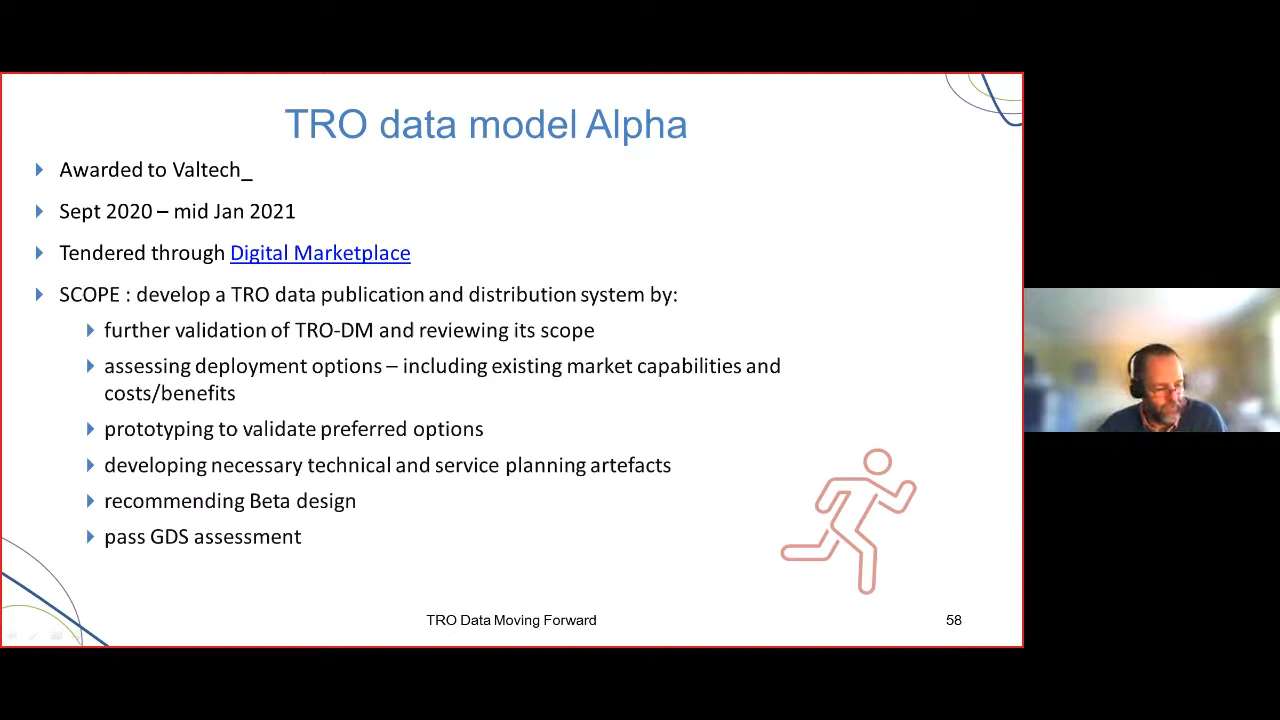 TRO data model Alpha
Awarded to Valtech_
Sept 2020 – mid Jan 2021
Tendered through Digital Marketplace
SCOPE : develop a TRO data publication and distribution system by:
further validation of TRO-DM and reviewing its scope
assessing deployment options – including existing market capabilities and
costs/benefits
prototyping to validate preferred options
developing necessary technical and service planning artefacts
recommending Beta design
pass GDS assessment
TRO Data Moving Forward
58